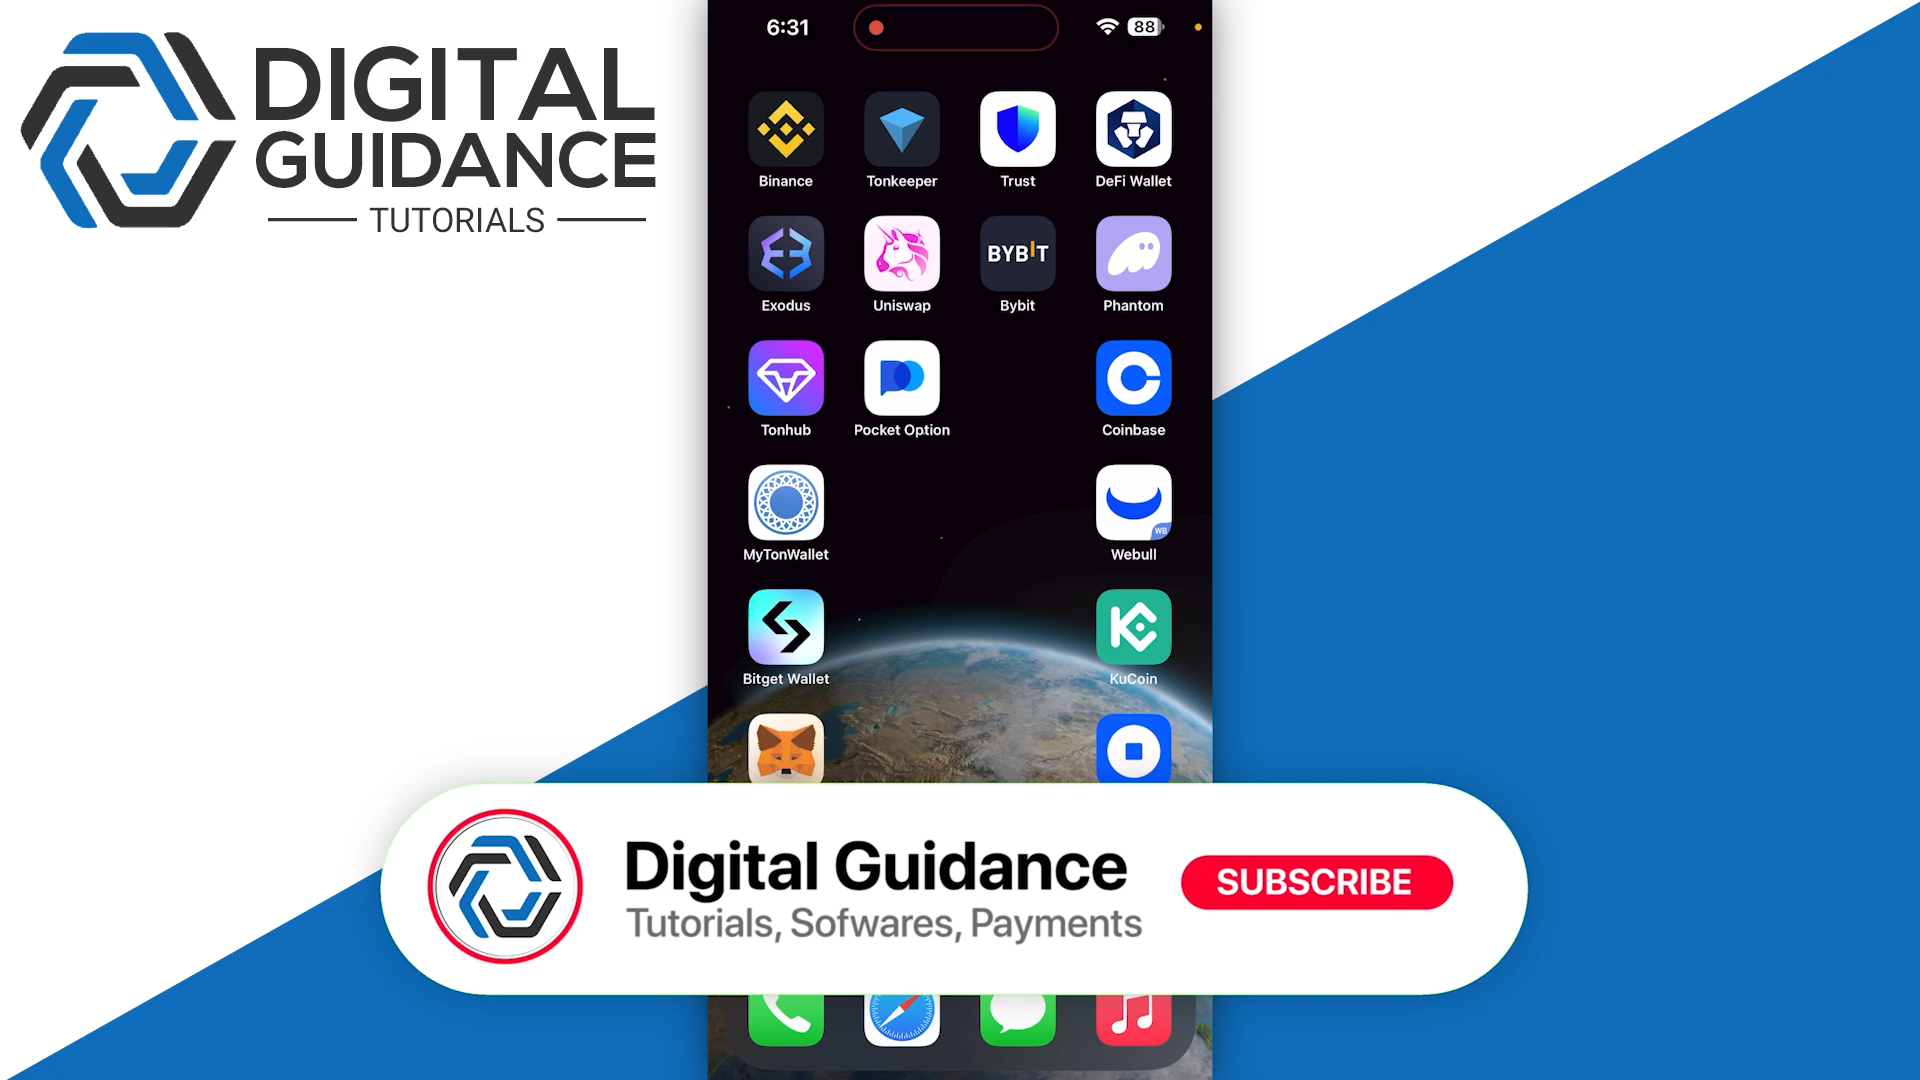 DIGITAL
GUIDANCE
TUTORIALS
6:31
88
Binance
Tonkeeper
Trust
DeFi Wallet
BYBIT
Exodus
Uniswap
Bybit
Phantom
Tonhub
Pocket Option
Coinbase
WB
MyTonWallet
Webull
Bitget Wallet
KuCoin
Digital Guidance
Tutorials, Sofwares, Payments
SUBSCRIBE